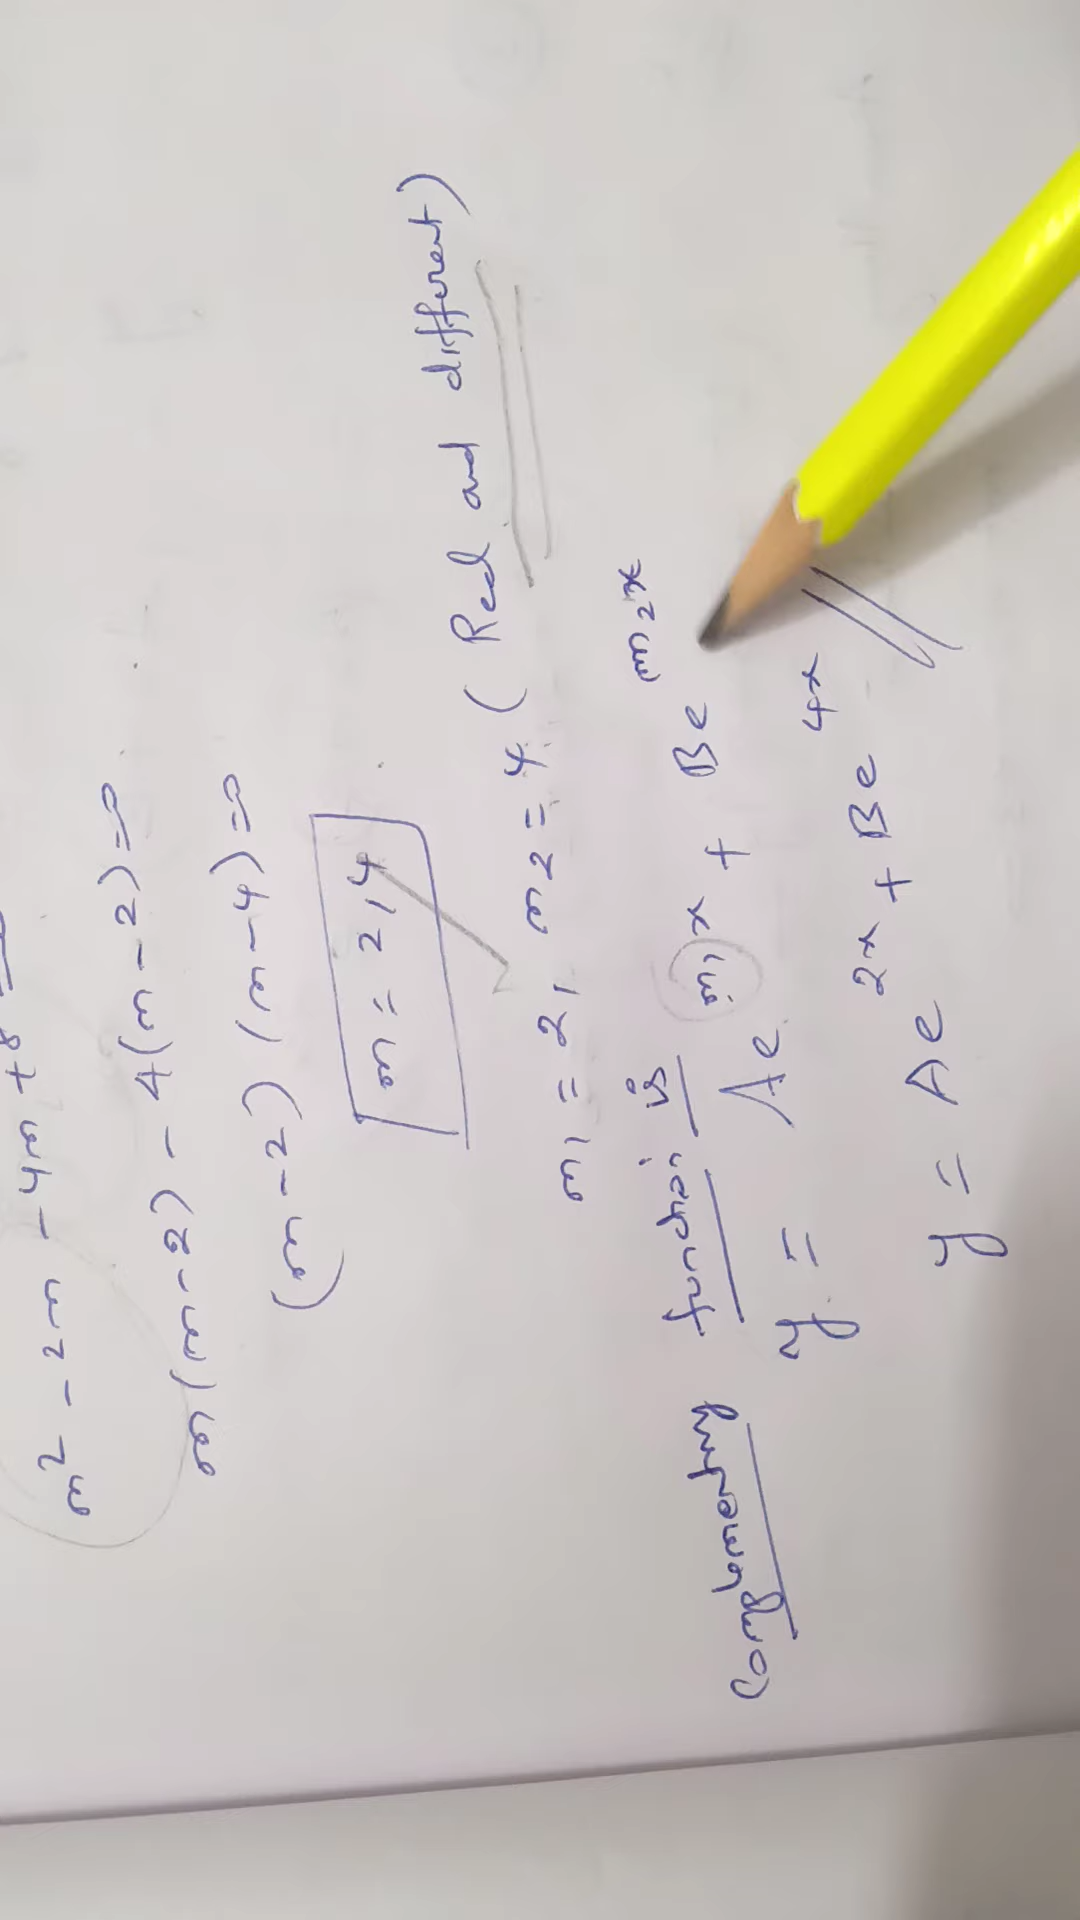 m² - 2m - 4m + 8
m(m-2) - 4(m-2)=0
(m-2) (m-4)=0
m = 2,4
m₁ = 2, m₂ = 4 (Real and different)
Complementary function is
y = Ae^m₁x + Be^m₂x
y = Ae^2x + Be^4x